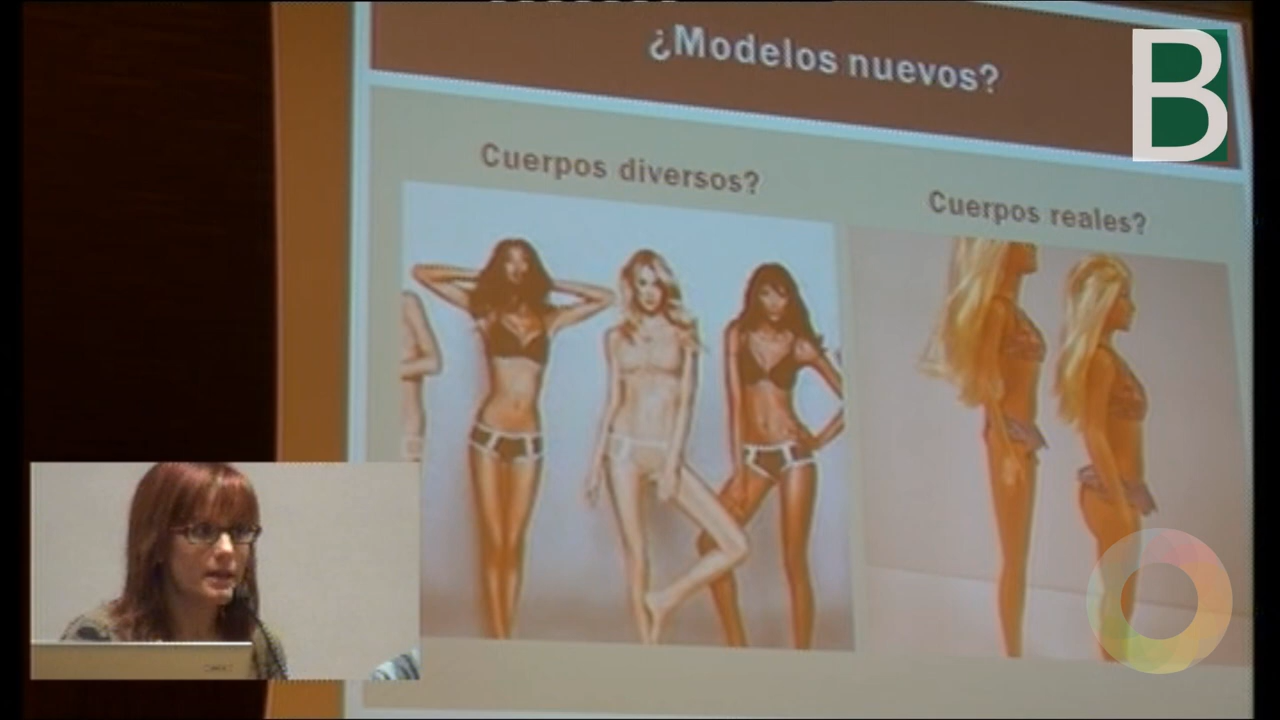 ¿Modelos nuevos?
B
Cuerpos diversos?
Cuerpos reales?